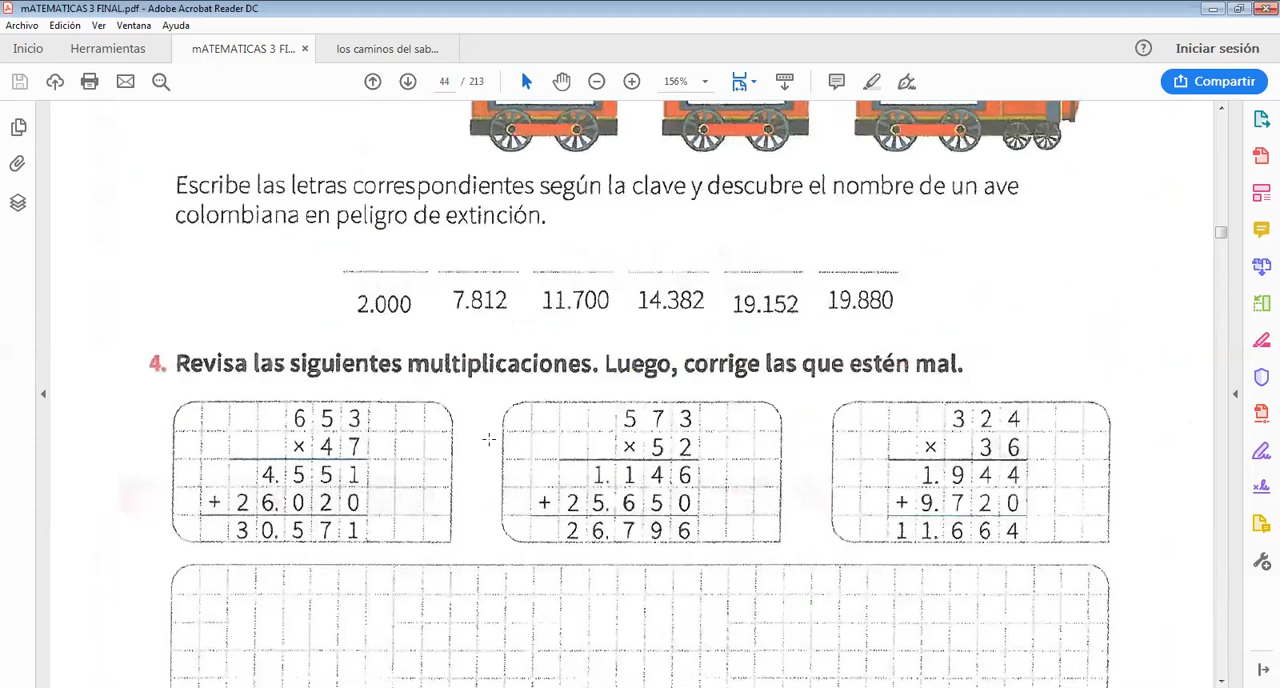 mATEMATICAS 3 FINAL.pdf - Adobe Acrobat Reader DC
Archivo Edición Ver Ventana Ayuda
Inicio Herramientas mATEMATICAS 3 FI... × los caminos del sab... ? Iniciar sesión
44 / 213 156% Compartir
Escribe las letras correspondientes según la clave y descubre el nombre de un ave
colombiana en peligro de extinción.
2.000 7.812 11.700 14.382 19.152 19.880
4. Revisa las siguientes multiplicaciones. Luego, corrige las que estén mal.
6 5 3
× 4 7
4. 5 5 1
+ 2 6. 0 2 0
3 0. 5 7 1
5 7 3
× 5 2
1. 1 4 6
+ 2 5. 6 5 0
2 6. 7 9 6
3 2 4
× 3 6
1. 9 4 4
+ 9. 7 2 0
1 1. 6 6 4